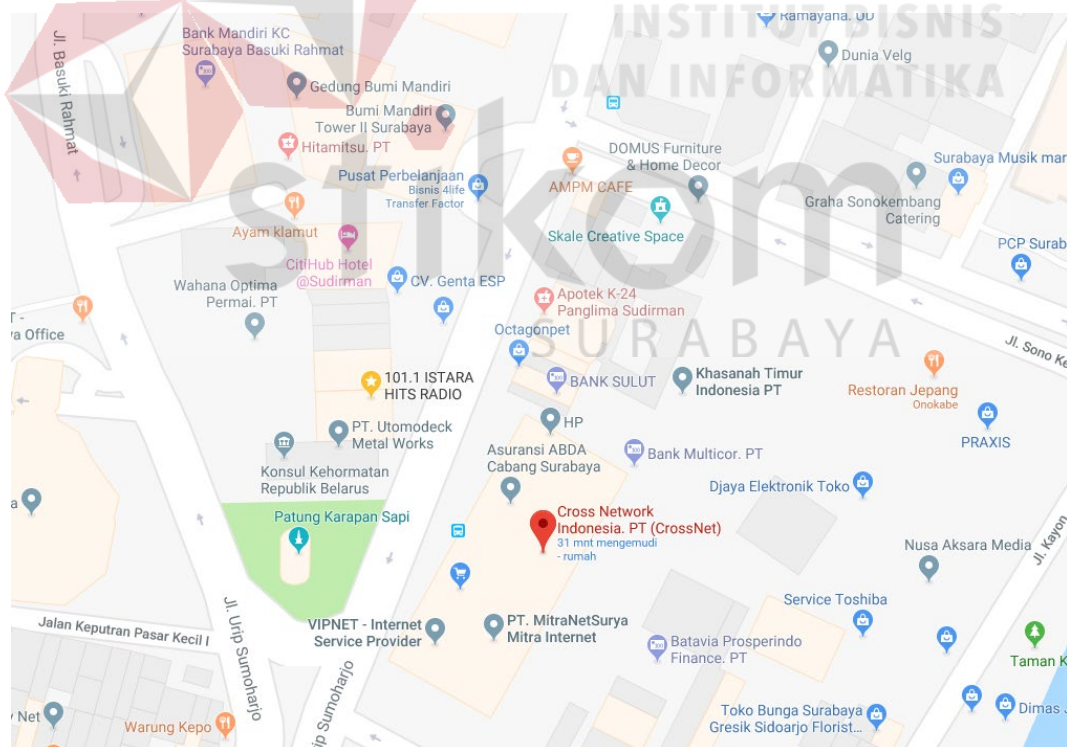 INSTITUT BISNIS
DAN INFORMATIKA
stikom
SURABAYA
Ramayana. UD
Bank Mandiri KC
Surabaya Basuki Rahmat
Dunia Velg
Jl. Basuki Rahmat
Gedung Bumi Mandiri
Bumi Mandiri
Tower II Surabaya
Hitamitsu. PT
DOMUS Furniture
& Home Decor
Surabaya Musik mar
Pusat Perbelanjaan
Bisnis 4life
Transfer Factor
AMPM CAFE
Graha Sonokembang
Catering
Ayam klamut
Skale Creative Space
PCP Surab
CitiHub Hotel
@Sudirman
Wahana Optima
Permai. PT
CV. Genta ESP
Apotek K-24
Panglima Sudirman
T -
ya Office
Octagonpet
Jl. Sono Ke
101.1 ISTARA
HITS RADIO
BANK SULUT
Khasanah Timur
Indonesia PT
Restoran Jepang
Onokabe
HP
PT. Utomodeck
Metal Works
PRAXIS
Asuransi ABDA
Cabang Surabaya
Bank Multicor. PT
Konsul Kehormatan
Republik Belarus
Djaya Elektronik Toko
a
Patung Karapan Sapi
Cross Network
Indonesia. PT (CrossNet)
31 mnt mengemudi
- rumah
Jl. Kayon
Nusa Aksara Media
Service Toshiba
Jl. Urip Sumoharjo
Jalan Keputran Pasar Kecil I
VIPNET - Internet
Service Provider
PT. MitraNetSurya
Mitra Internet
Batavia Prosperindo
Finance. PT
Taman K
rip Sumoharjo
y Net
Warung Kepo
Toko Bunga Surabaya
Gresik Sidoarjo Florist...
Dimas J